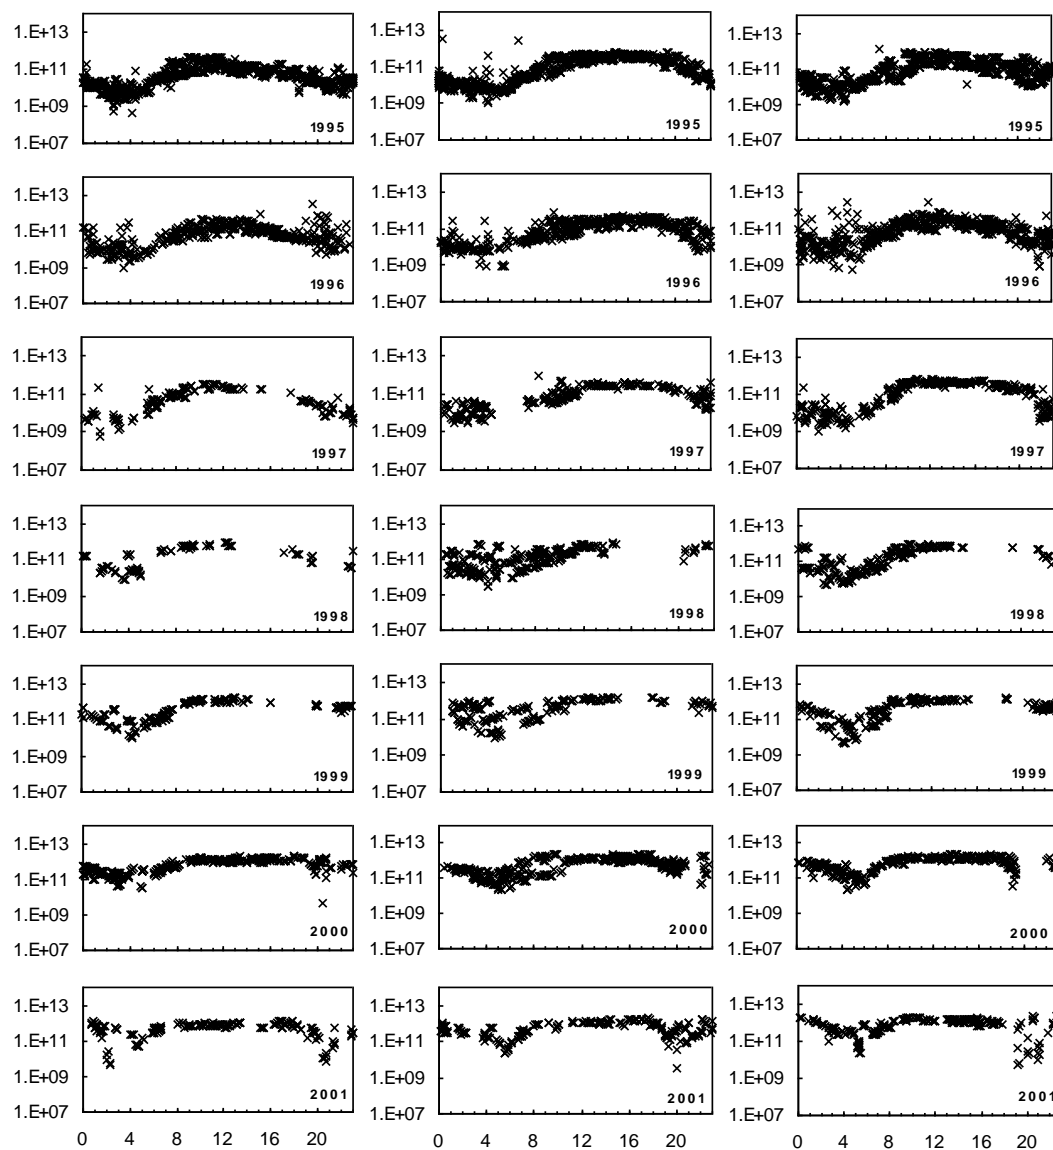 1.E+13 1.E+13 1.E+13
1.E+11 1.E+11 1.E+11
1.E+09 1.E+09 1.E+09
1995 1995 1995
1.E+07 1.E+07 1.E+07
1.E+13 1.E+13 1.E+13
1.E+11 1.E+11 1.E+11
1.E+09 1.E+09 1.E+09
1996 1996 1996
1.E+07 1.E+07 1.E+07
1.E+13 1.E+13 1.E+13
1.E+11 1.E+11 1.E+11
1.E+09 1.E+09 1.E+09
1997 1997 1997
1.E+07 1.E+07 1.E+07
1.E+13 1.E+13 1.E+13
1.E+11 1.E+11 1.E+11
1.E+09 1.E+09 1.E+09
1998 1998 1998
1.E+07 1.E+07 1.E+07
1.E+13 1.E+13 1.E+13
1.E+11 1.E+11 1.E+11
1.E+09 1.E+09 1.E+09
1999 1999 1999
1.E+07 1.E+07 1.E+07
1.E+13 1.E+13 1.E+13
1.E+11 1.E+11 1.E+11
1.E+09 1.E+09 1.E+09
2000 2000 2000
1.E+07 1.E+07 1.E+07
1.E+13 1.E+13 1.E+13
1.E+11 1.E+11 1.E+11
1.E+09 1.E+09 1.E+09
2001 2001 2001
1.E+07 1.E+07 1.E+07
0 4 8 12 16 20 0 4 8 12 16 20 0 4 8 12 16 20